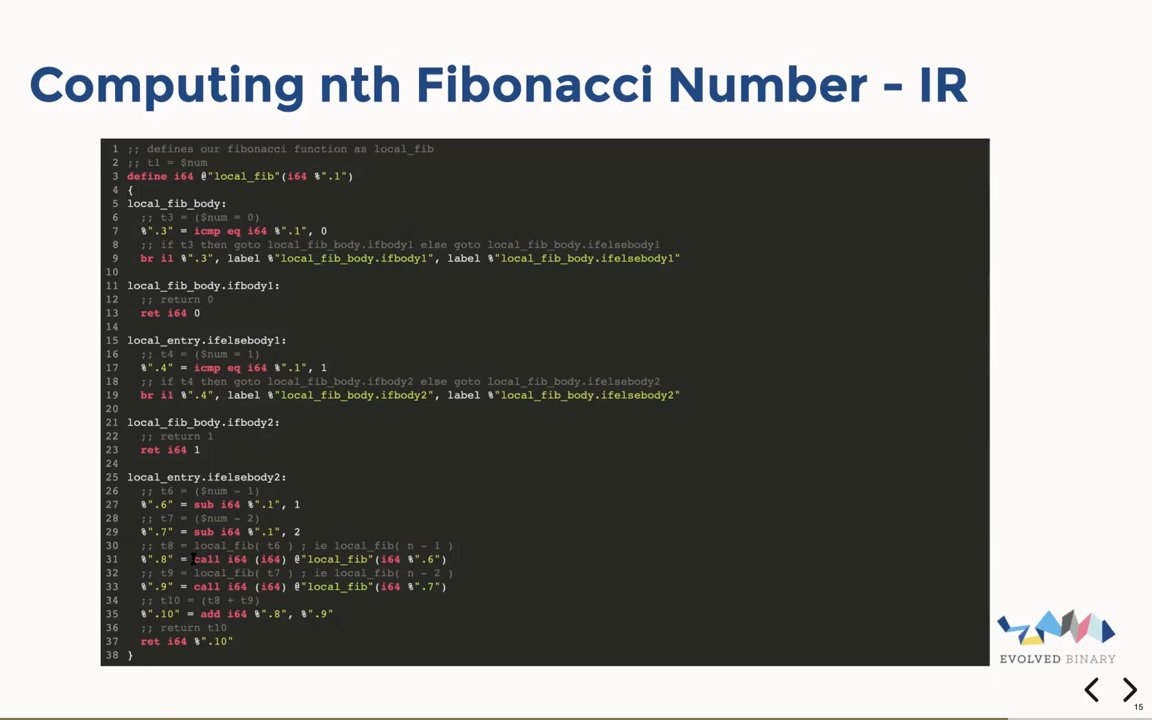 Computing nth Fibonacci Number - IR
1 ;; defines our fibonacci function as local_fib
2 ;; t1 = $num
3 define i64 @"local_fib"(i64 %".1")
4 {
5 local_fib_body:
6 ;; t3 = ($num = 0)
7 %".3" = icmp eq i64 %".1", 0
8 ;; if t3 then goto local_fib_body.ifbody1 else goto local_fib_body.ifelsebody1
9 br i1 %".3", label %"local_fib_body.ifbody1", label %"local_fib_body.ifelsebody1"
10
11 local_fib_body.ifbody1:
12 ;; return 0
13 ret i64 0
14
15 local_entry.ifelsebody1:
16 ;; t4 = ($num = 1)
17 %".4" = icmp eq i64 %".1", 1
18 ;; if t4 then goto local_fib_body.ifbody2 else goto local_fib_body.ifelsebody2
19 br i1 %".4", label %"local_fib_body.ifbody2", label %"local_fib_body.ifelsebody2"
20
21 local_fib_body.ifbody2:
22 ;; return 1
23 ret i64 1
24
25 local_entry.ifelsebody2:
26 ;; t6 = ($num - 1)
27 %".6" = sub i64 %".1", 1
28 ;; t7 = ($num - 2)
29 %".7" = sub i64 %".1", 2
30 ;; t8 = local_fib( t6 ) ; ie local_fib( n - 1 )
31 %".8" = call i64 (i64) @"local_fib"(i64 %".6")
32 ;; t9 = local_fib( t7 ) ; ie local_fib( n - 2 )
33 %".9" = call i64 (i64) @"local_fib"(i64 %".7")
34 ;; t10 = (t8 + t9)
35 %".10" = add i64 %".8", %".9"
36 ;; return t10
37 ret i64 %".10"
38 }
EVOLVED BINARY
15